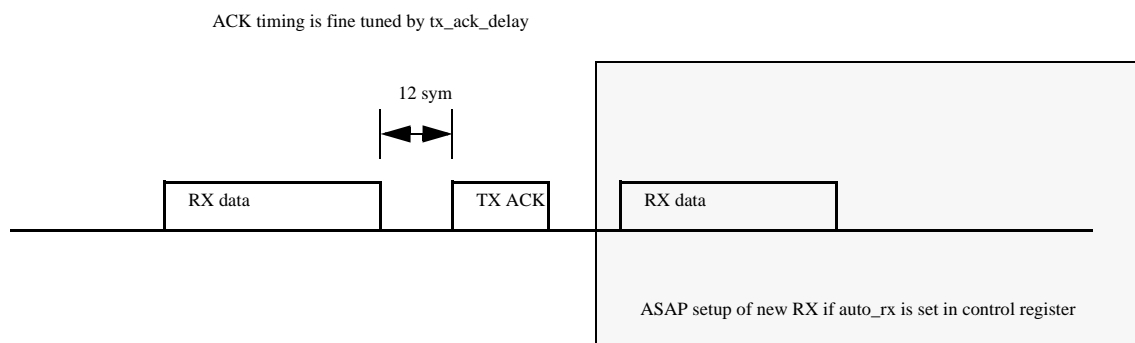 ACK timing is fine tuned by tx_ack_delay
12 sym
RX data
TX ACK
RX data
ASAP setup of new RX if auto_rx is set in control register